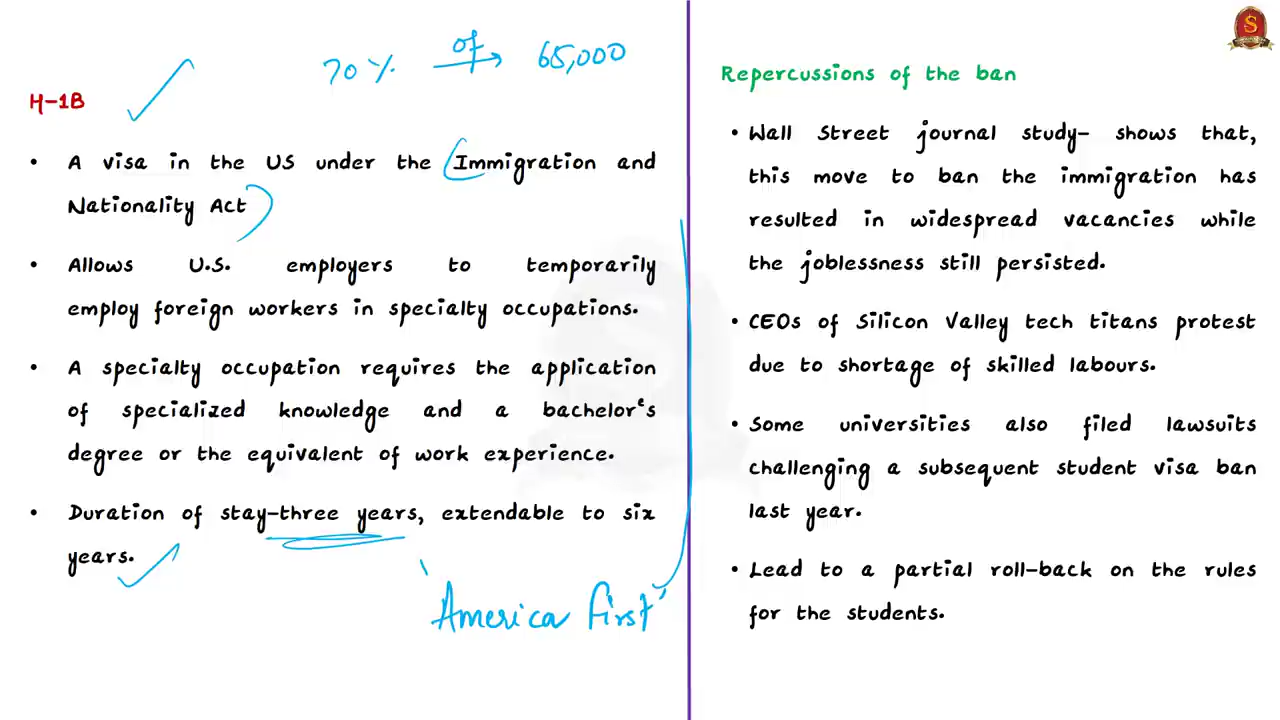 70% of → 65,000
H-1B
• A visa in the US under the (Immigration and
Nationality Act)
• Allows U.S. employers to temporarily
employ foreign workers in specialty occupations.
• A specialty occupation requires the application
of specialized knowledge and a bachelor's
degree or the equivalent of work experience.
• Duration of stay-three years, extendable to six
years.
"America First"
Repercussions of the ban
• Wall Street journal study- shows that,
this move to ban the immigration has
resulted in widespread vacancies while
the joblessness still persisted.
• CEOs of Silicon Valley tech titans protest
due to shortage of skilled labours.
• Some universities also filed lawsuits
challenging a subsequent student visa ban
last year.
• Lead to a partial roll-back on the rules
for the students.